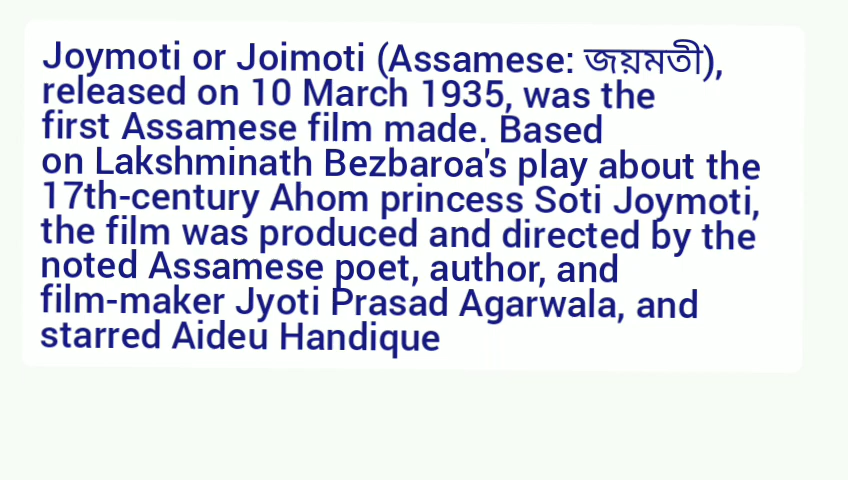 Joymoti or Joimoti (Assamese: জয়মতী),
released on 10 March 1935, was the
first Assamese film made. Based
on Lakshminath Bezbaroa's play about the
17th-century Ahom princess Soti Joymoti,
the film was produced and directed by the
noted Assamese poet, author, and
film-maker Jyoti Prasad Agarwala, and
starred Aideu Handique